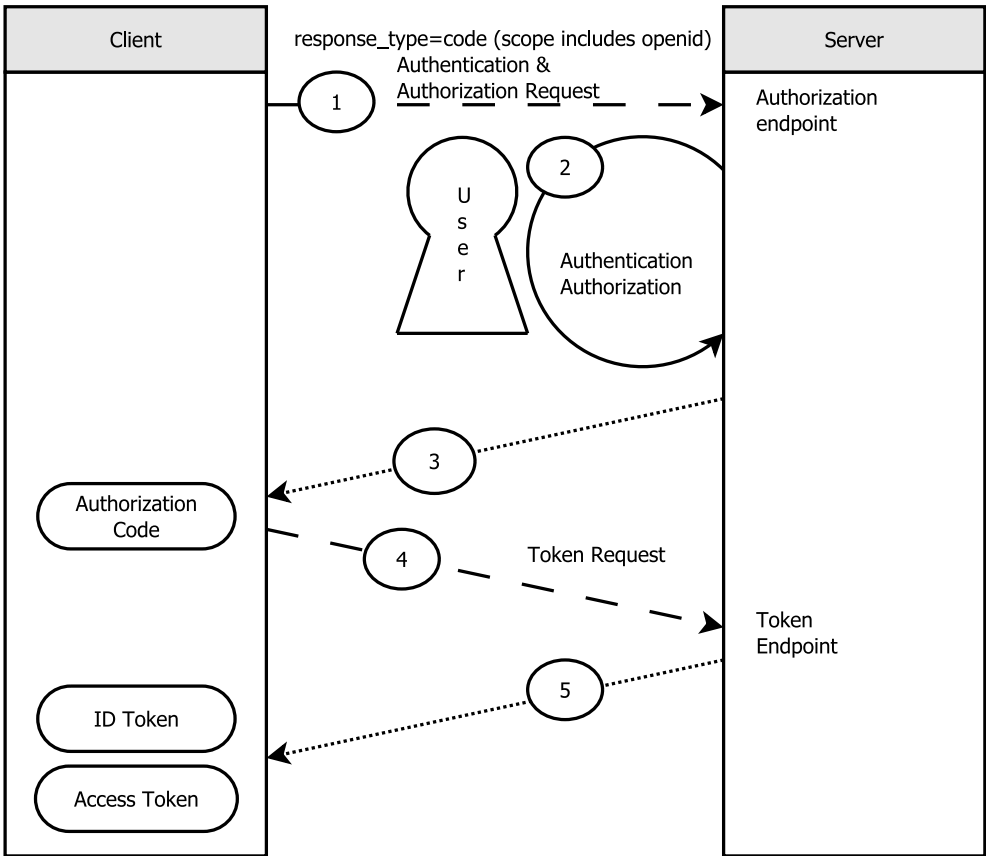 Client
response_type=code (scope includes openid)
Server
Authentication &
Authorization Request
1
Authorization
endpoint
2
U
s
e
r
Authentication
Authorization
3
Authorization
Code
4
Token Request
Token
Endpoint
5
ID Token
Access Token